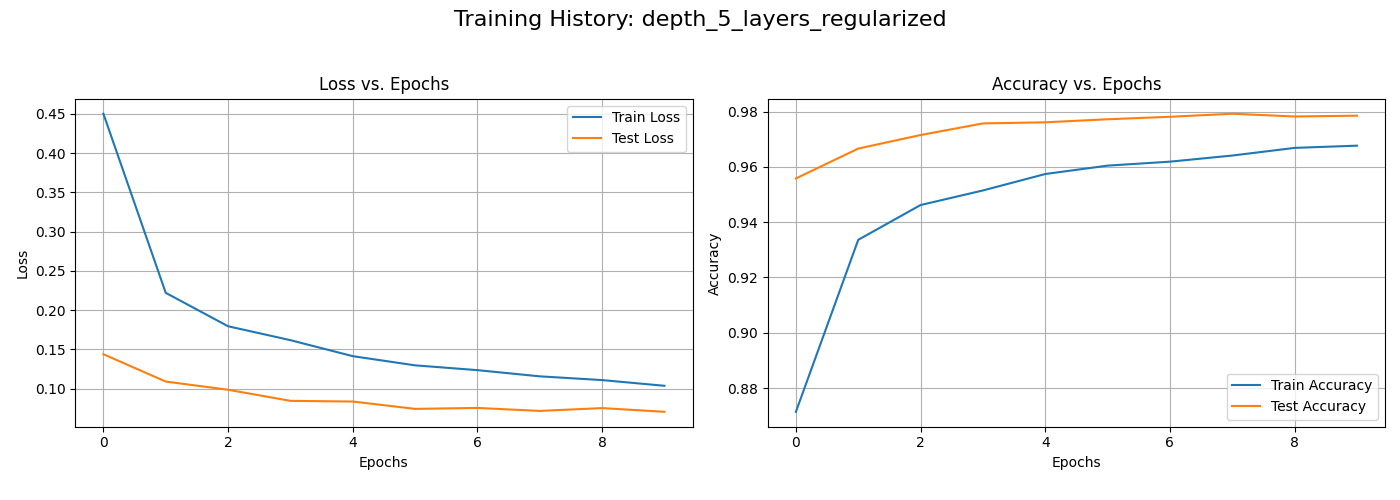 Training History: depth_5_layers_regularized
Loss vs. Epochs
Loss
0.45
0.40
0.35
0.30
0.25
0.20
0.15
0.10
Train Loss
Test Loss
0 2 4 6 8
Epochs
Accuracy vs. Epochs
Accuracy
0.98
0.96
0.94
0.92
0.90
0.88
Train Accuracy
Test Accuracy
0 2 4 6 8
Epochs